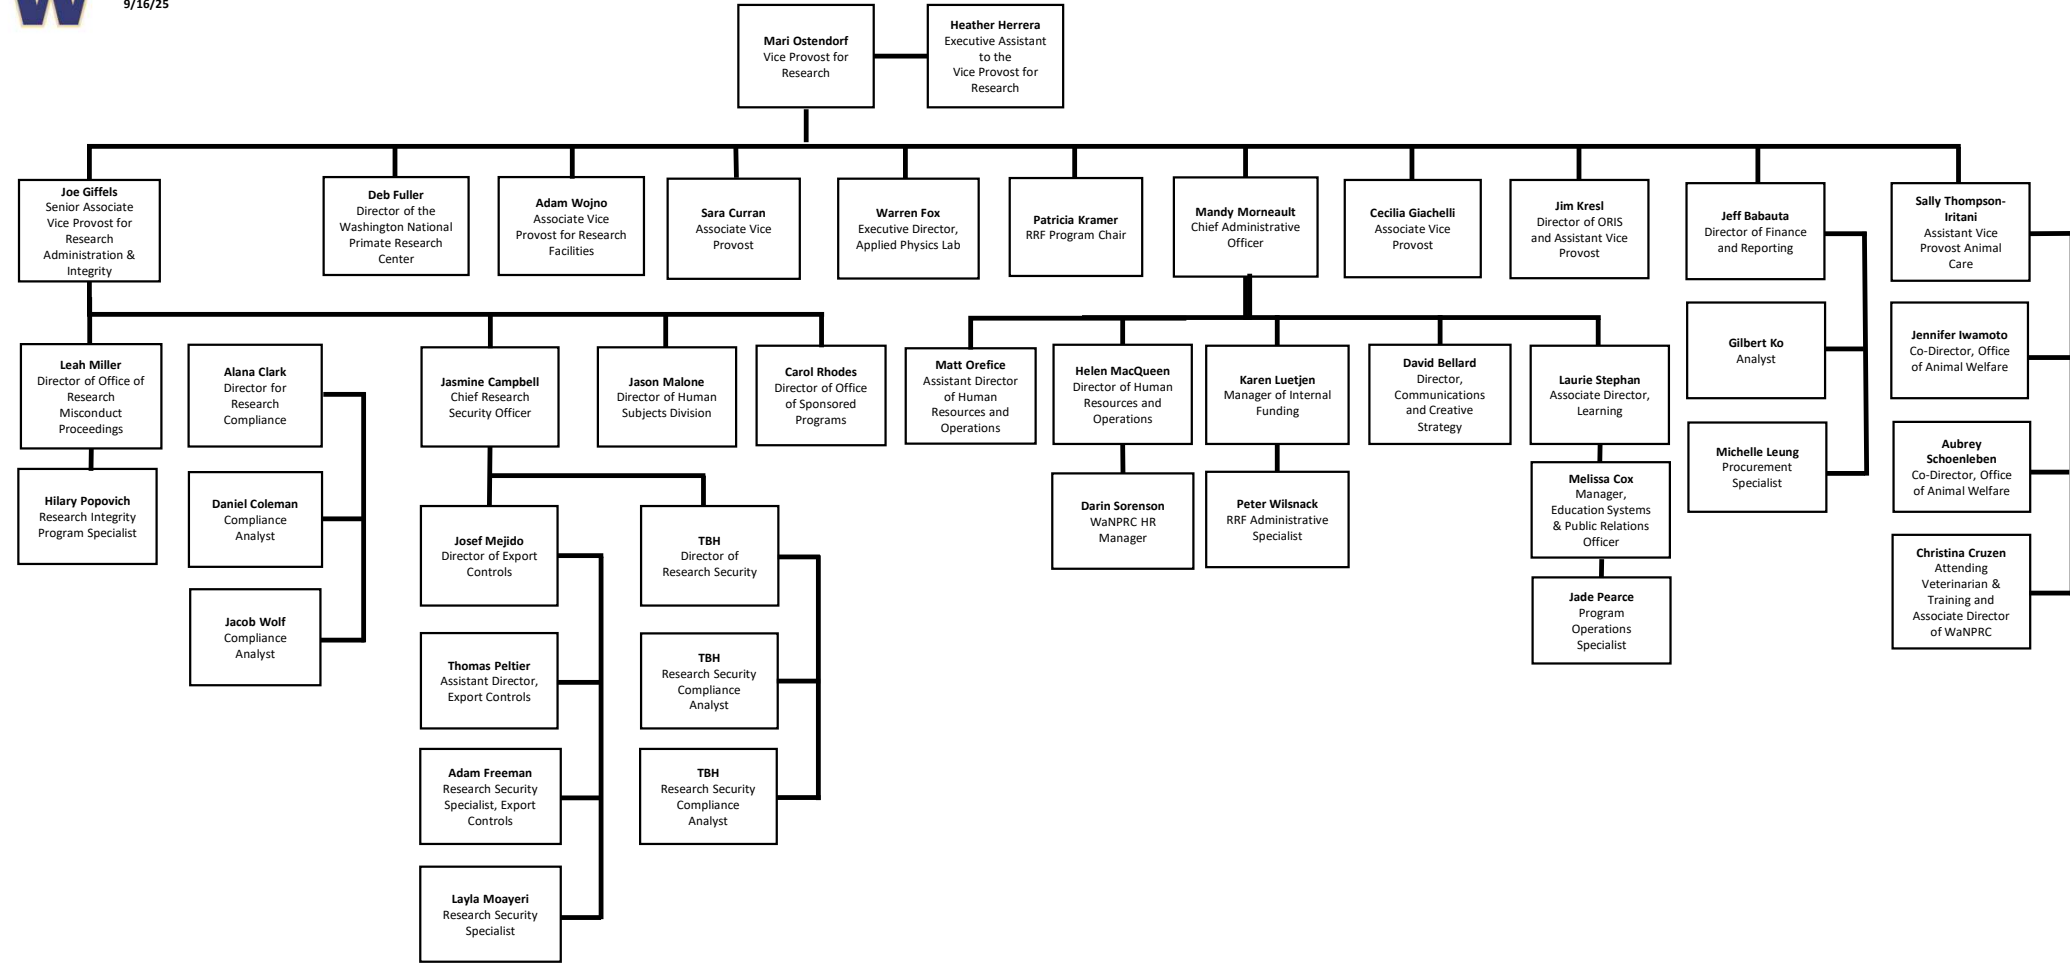 W
9/16/25
Mari Ostendorf
Vice Provost for
Research
Heather Herrera
Executive Assistant
to the
Vice Provost for
Research
Joe Giffels
Senior Associate
Vice Provost for
Research
Administration &
Integrity
Deb Fuller
Director of the
Washington National
Primate Research
Center
Adam Wojno
Associate Vice
Provost for Research
Facilities
Sara Curran
Associate Vice
Provost
Warren Fox
Executive Director,
Applied Physics Lab
Patricia Kramer
RRF Program Chair
Mandy Morneault
Chief Administrative
Officer
Cecilia Giachelli
Associate Vice
Provost
Jim Kresl
Director of ORIS
and Assistant Vice
Provost
Jeff Babauta
Director of Finance
and Reporting
Sally Thompson-
Iritani
Assistant Vice
Provost Animal
Care
Gilbert Ko
Analyst
Jennifer Iwamoto
Co-Director, Office
of Animal Welfare
Leah Miller
Director of Office of
Research
Misconduct
Proceedings
Alana Clark
Director for
Research
Compliance
Jasmine Campbell
Chief Research
Security Officer
Jason Malone
Director of Human
Subjects Division
Carol Rhodes
Director of Office
of Sponsored
Programs
Matt Orefice
Assistant Director
of Human
Resources and
Operations
Helen MacQueen
Director of Human
Resources and
Operations
Karen Luetjen
Manager of Internal
Funding
David Bellard
Director,
Communications
and Creative
Strategy
Laurie Stephan
Associate Director,
Learning
Michelle Leung
Procurement
Specialist
Aubrey
Schoenleben
Co-Director, Office
of Animal Welfare
Hilary Popovich
Research Integrity
Program Specialist
Daniel Coleman
Compliance
Analyst
Darin Sorenson
WaNPRC HR
Manager
Peter Wilsnack
RRF Administrative
Specialist
Melissa Cox
Manager,
Education Systems
& Public Relations
Officer
Josef Mejido
Director of Export
Controls
TBH
Director of
Research Security
Christina Cruzen
Attending
Veterinarian &
Training and
Associate Director
of WaNPRC
Jacob Wolf
Compliance
Analyst
Jade Pearce
Program
Operations
Specialist
Thomas Peltier
Assistant Director,
Export Controls
TBH
Research Security
Compliance
Analyst
Adam Freeman
Research Security
Specialist, Export
Controls
TBH
Research Security
Compliance
Analyst
Layla Moayeri
Research Security
Specialist